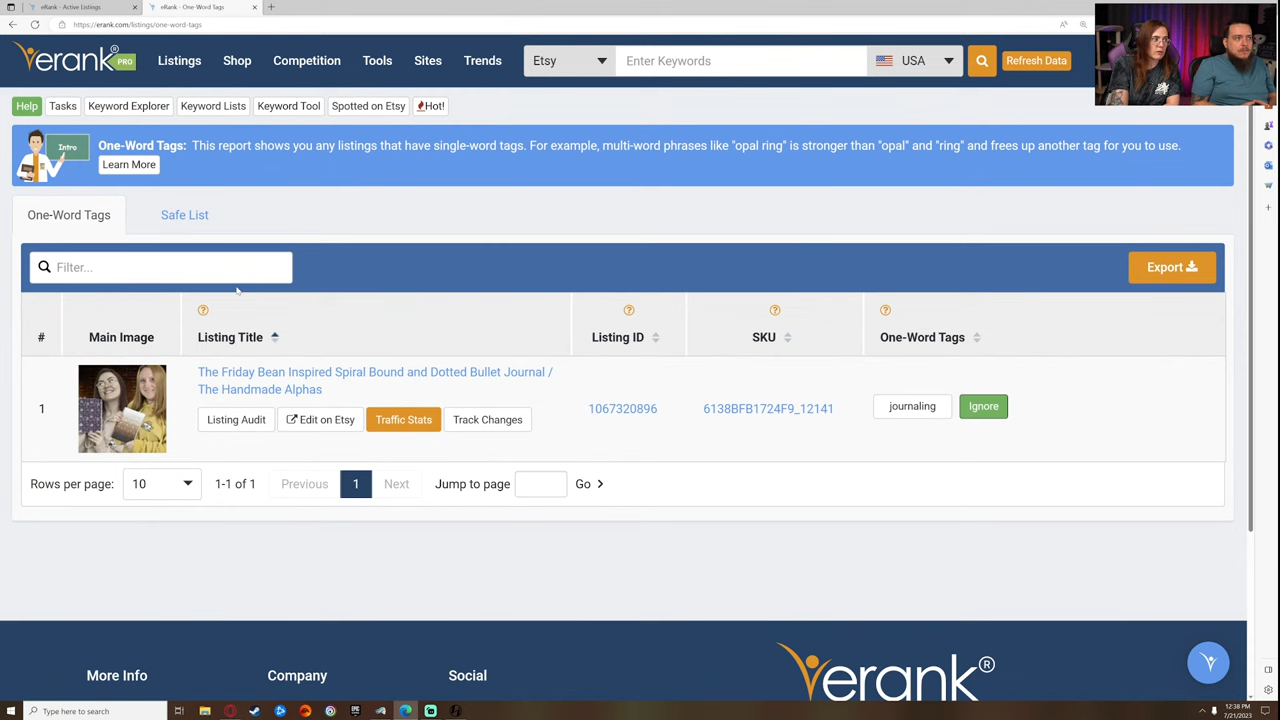 eRank - Active Listings
eRank - One-Word Tags
https://erank.com/listings/one-word-tags
erank® PRO
Listings
Shop
Competition
Tools
Sites
Trends
Etsy
Enter Keywords
USA
Refresh Data
Help
Tasks
Keyword Explorer
Keyword Lists
Keyword Tool
Spotted on Etsy
Hot!
Intro
One-Word Tags: This report shows you any listings that have single-word tags. For example, multi-word phrases like "opal ring" is stronger than "opal" and "ring" and frees up another tag for you to use.
Learn More
One-Word Tags
Safe List
Filter...
Export
#
Main Image
Listing Title
Listing ID
SKU
One-Word Tags
1
The Friday Bean Inspired Spiral Bound and Dotted Bullet Journal /
The Handmade Alphas
Listing Audit
Edit on Etsy
Traffic Stats
Track Changes
1067320896
6138BFB1724F9_12141
journaling
Ignore
Rows per page:
10
1-1 of 1
Previous
1
Next
Jump to page
Go
More Info
Company
Social
erank®
Type here to search
12:38 PM
7/21/2023